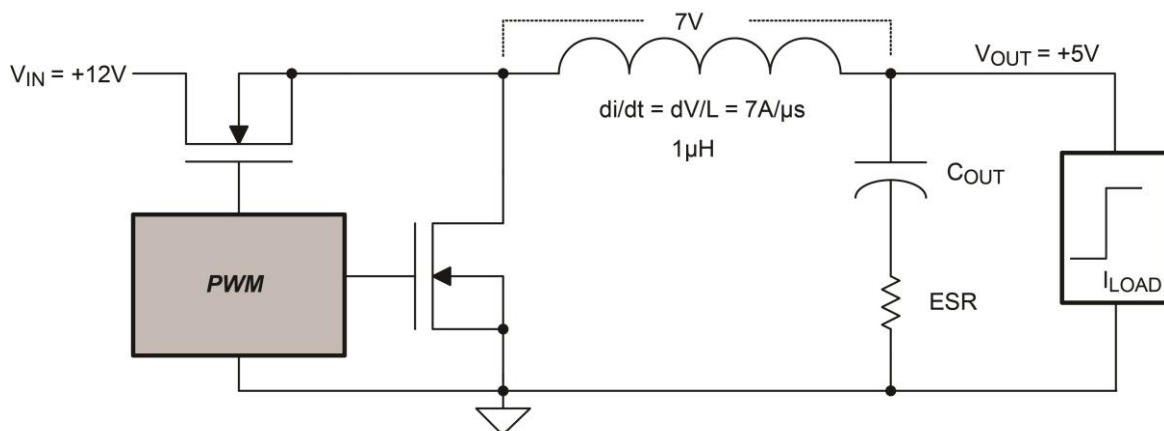 7V
V_IN = +12V
V_OUT = +5V
di/dt = dV/L = 7A/µs
1µH
C_OUT
PWM
ESR
I_LOAD